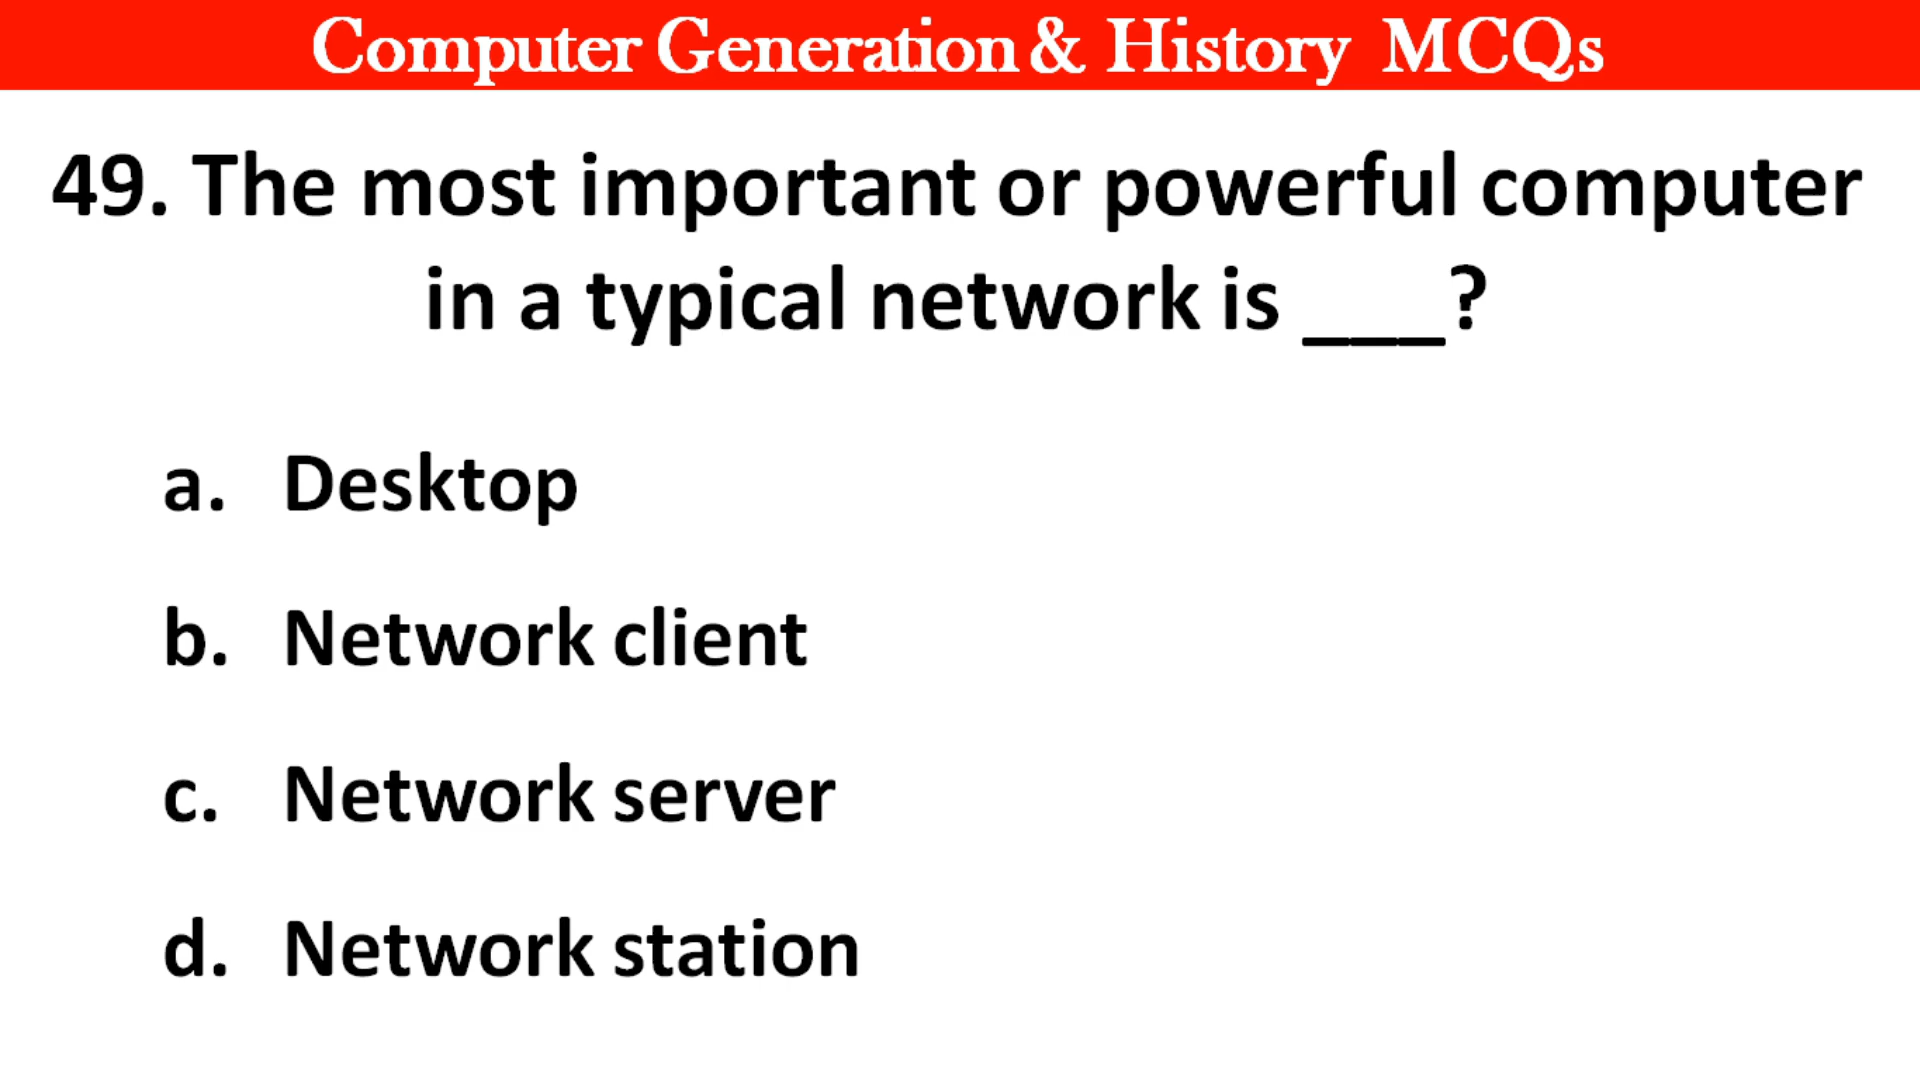 Computer Generation & History MCQs
49. The most important or powerful computer
in a typical network is ___?
a. Desktop
b. Network client
c. Network server
d. Network station